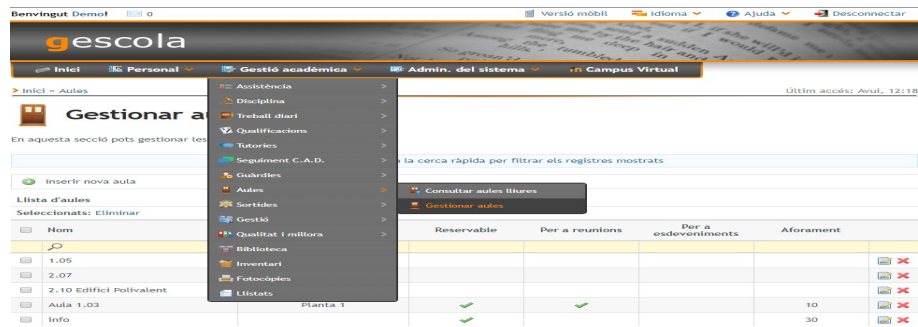 Benvingut Demo! 0 Versió mòbil Idioma Ajuda Desconnectar
gescola
Inici Personal Gestió acadèmica Admin. del sistema Campus Virtual
> Inici » Aules Últim accés: Avui, 12:18
Gestionar a
En aquesta secció pots gestionar les
a la cerca ràpida per filtrar els registres mostrats
Inserir nova aula
Llista d'aules
Seleccionats: Eliminar
Assistència >
Disciplina >
Treball diari >
Qualificacions >
Tutories >
Seguiment C.A.D. >
Guàrdies >
Aules >
Sortides >
Gestió >
Qualitat i millora >
Biblioteca
Inventari
Fotocòpies
Llistats
Consultar aules lliures
Gestionar aules
Nom Reservable Per a reunions Per a esdeveniments Aforament
1.05
2.07
2.10 Edifici Polivalent
Aula 1.03 Planta 1 10
Info 30